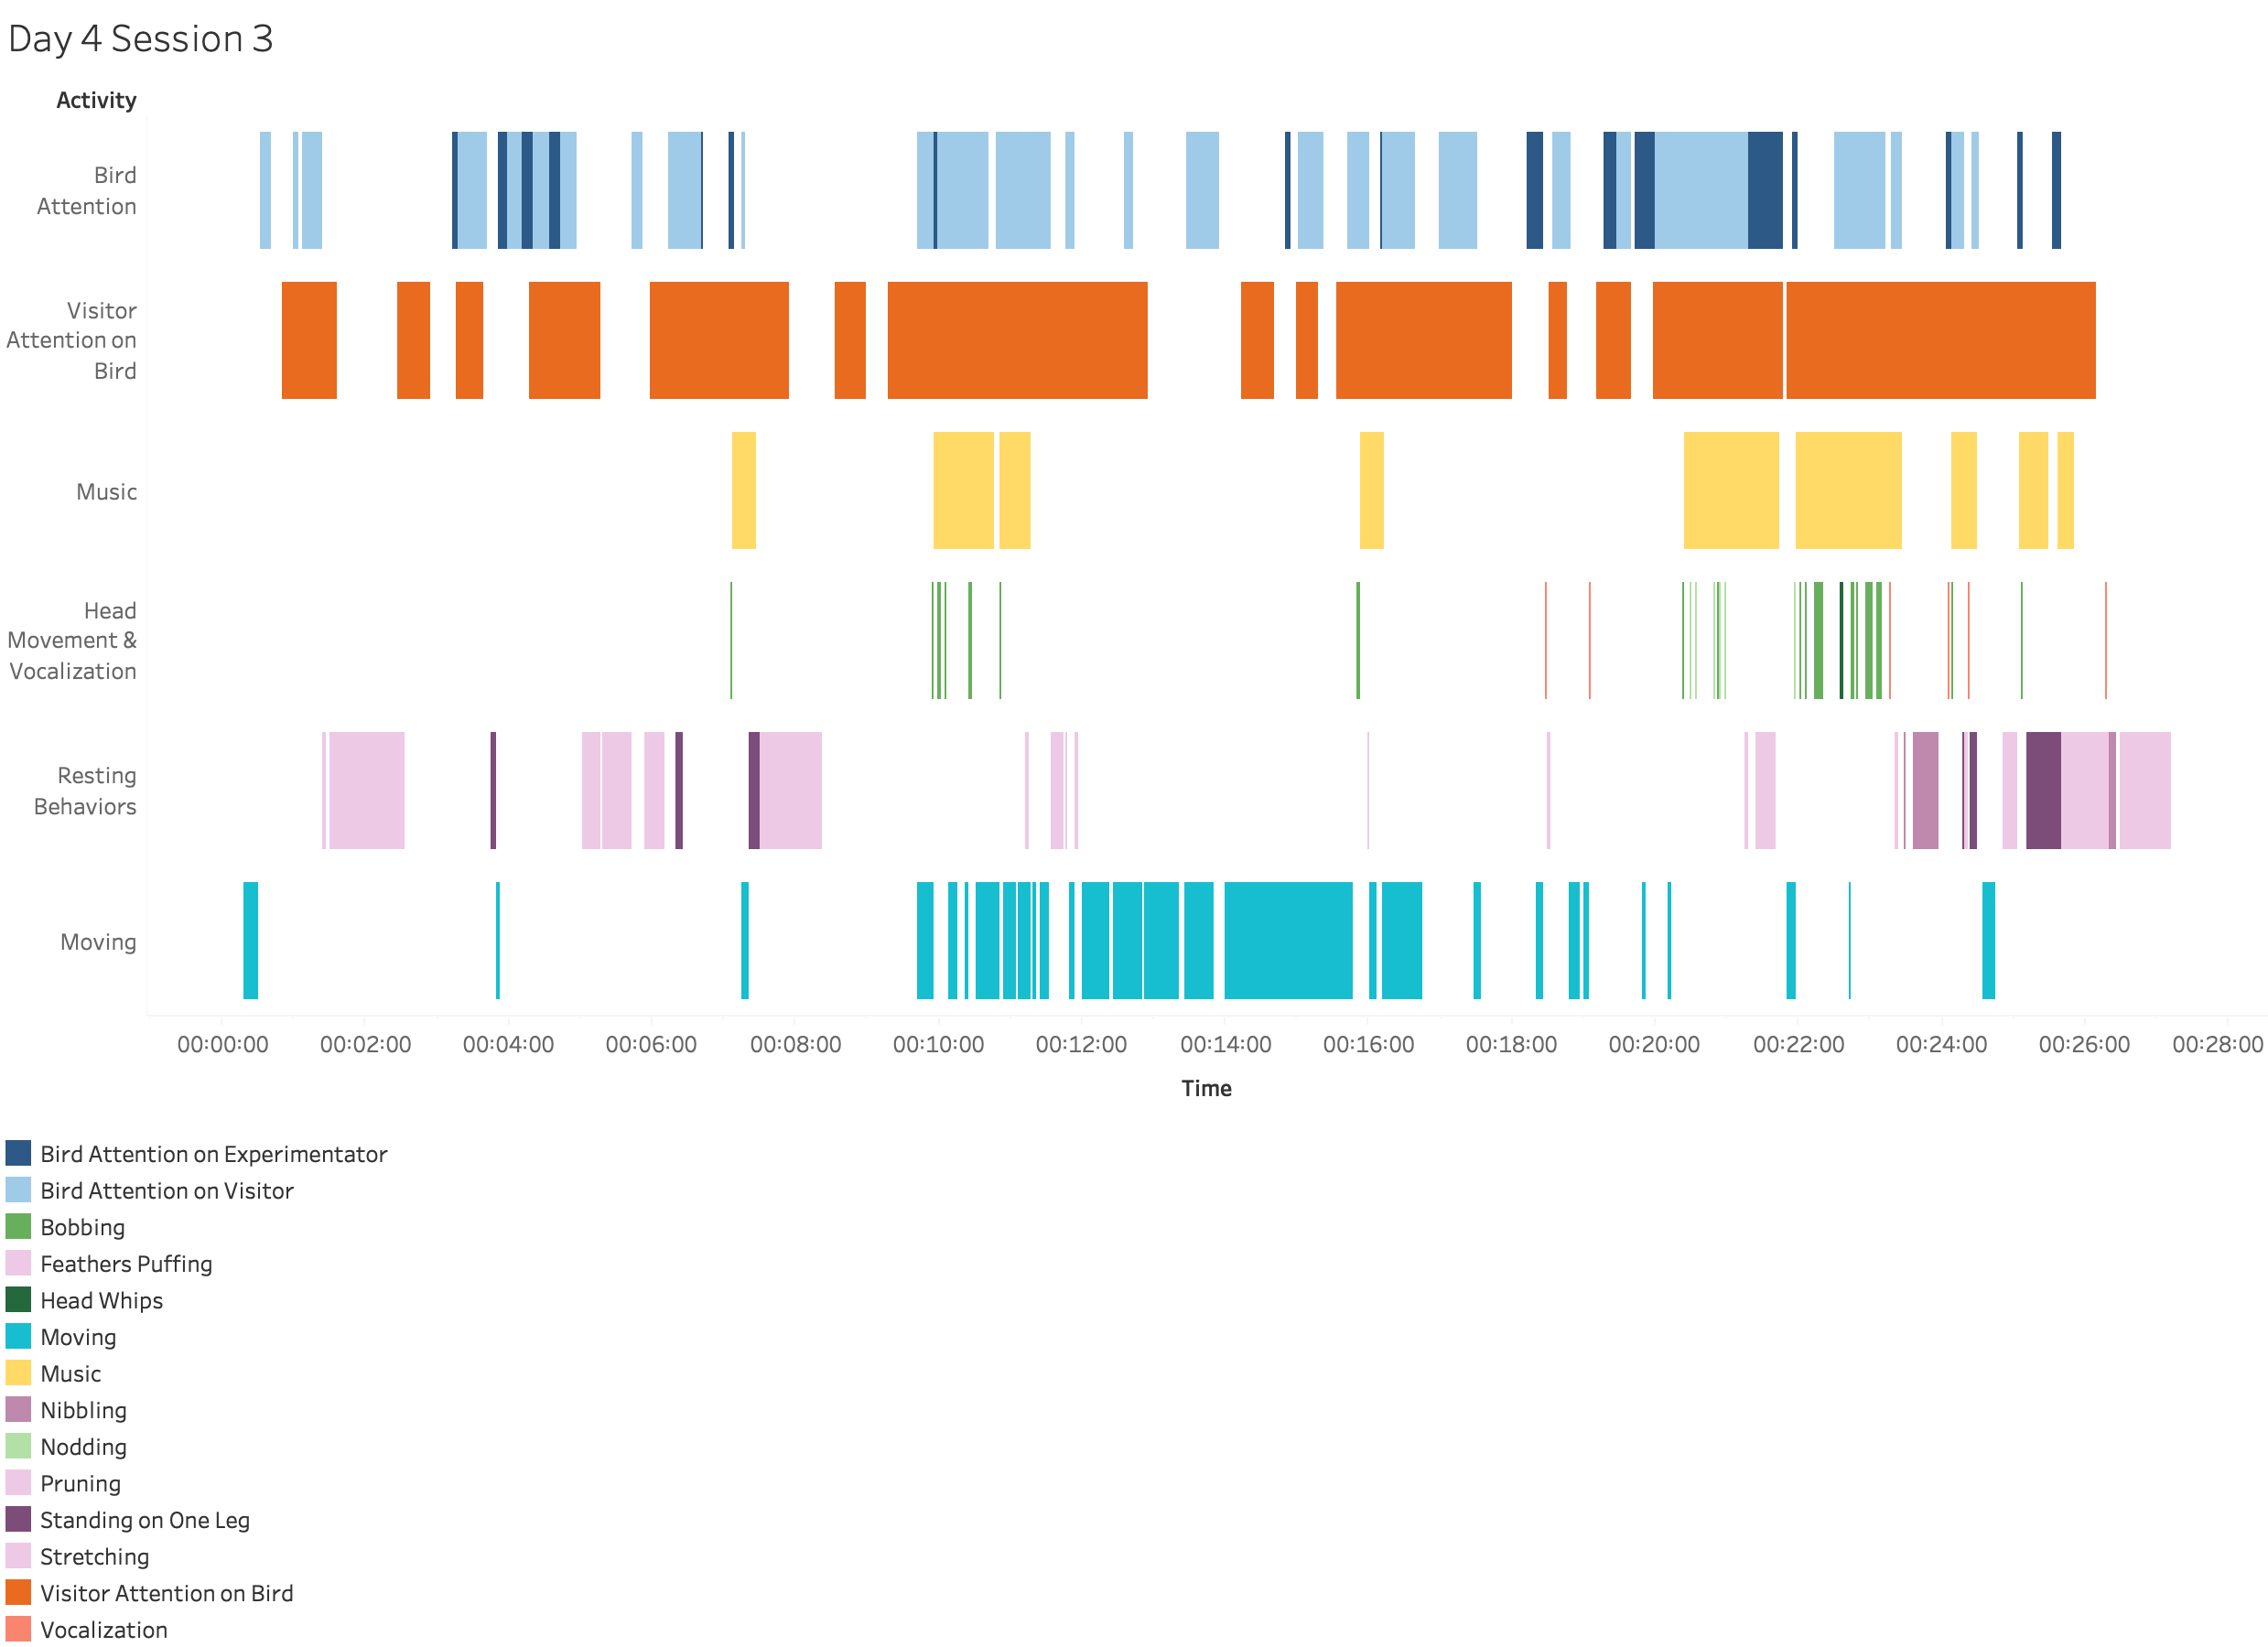 Day 4 Session 3
Activity
Bird
Attention
Visitor
Attention on
Bird
Music
Head
Movement &
Vocalization
Resting
Behaviors
Moving
00:00:00 00:02:00 00:04:00 00:06:00 00:08:00 00:10:00 00:12:00 00:14:00 00:16:00 00:18:00 00:20:00 00:22:00 00:24:00 00:26:00 00:28:00
Time
Bird Attention on Experimentator
Bird Attention on Visitor
Bobbing
Feathers Puffing
Head Whips
Moving
Music
Nibbling
Nodding
Pruning
Standing on One Leg
Stretching
Visitor Attention on Bird
Vocalization